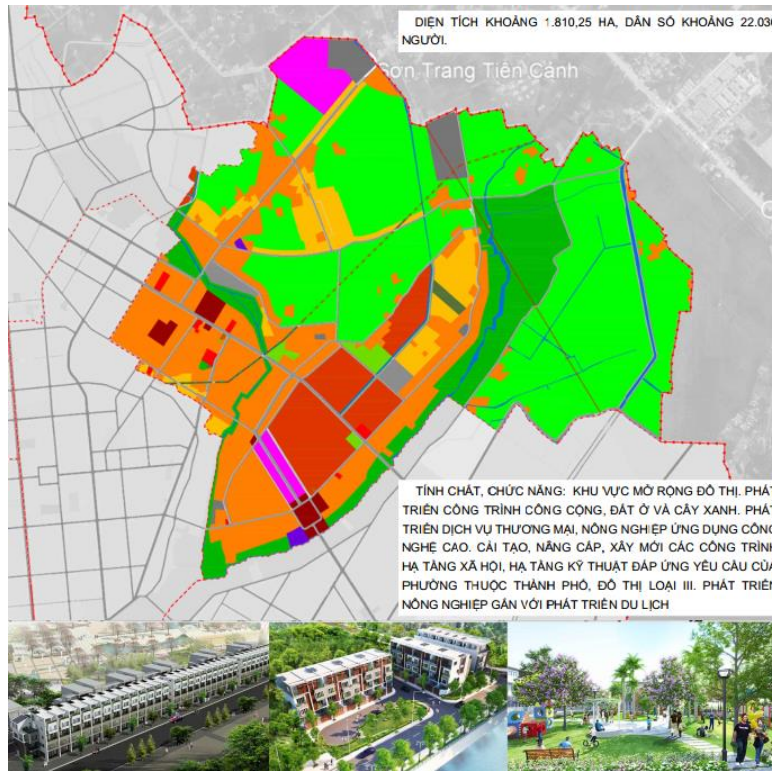 DIỆN TÍCH KHOẢNG 1.810,25 HA, DÂN SỐ KHOẢNG 22.030
NGƯỜI.
Sơn Trang Tiên Cảnh
TÍNH CHẤT, CHỨC NĂNG: KHU VỰC MỞ RỘNG ĐÔ THỊ. PHÁT
TRIỂN CÔNG TRÌNH CÔNG CỘNG, ĐẤT Ở VÀ CÂY XANH. PHÁT
TRIỂN DỊCH VỤ THƯƠNG MẠI, NÔNG NGHIỆP ỨNG DỤNG CÔNG
NGHỆ CAO. CẢI TẠO, NÂNG CẤP, XÂY MỚI CÁC CÔNG TRÌNH
HẠ TẦNG XÃ HỘI, HẠ TẦNG KỸ THUẬT ĐÁP ỨNG YÊU CẦU CỦA
PHƯỜNG THUỘC THÀNH PHỐ, ĐÔ THỊ LOẠI III. PHÁT TRIỂN
NÔNG NGHIỆP GẮN VỚI PHÁT TRIỂN DU LỊCH